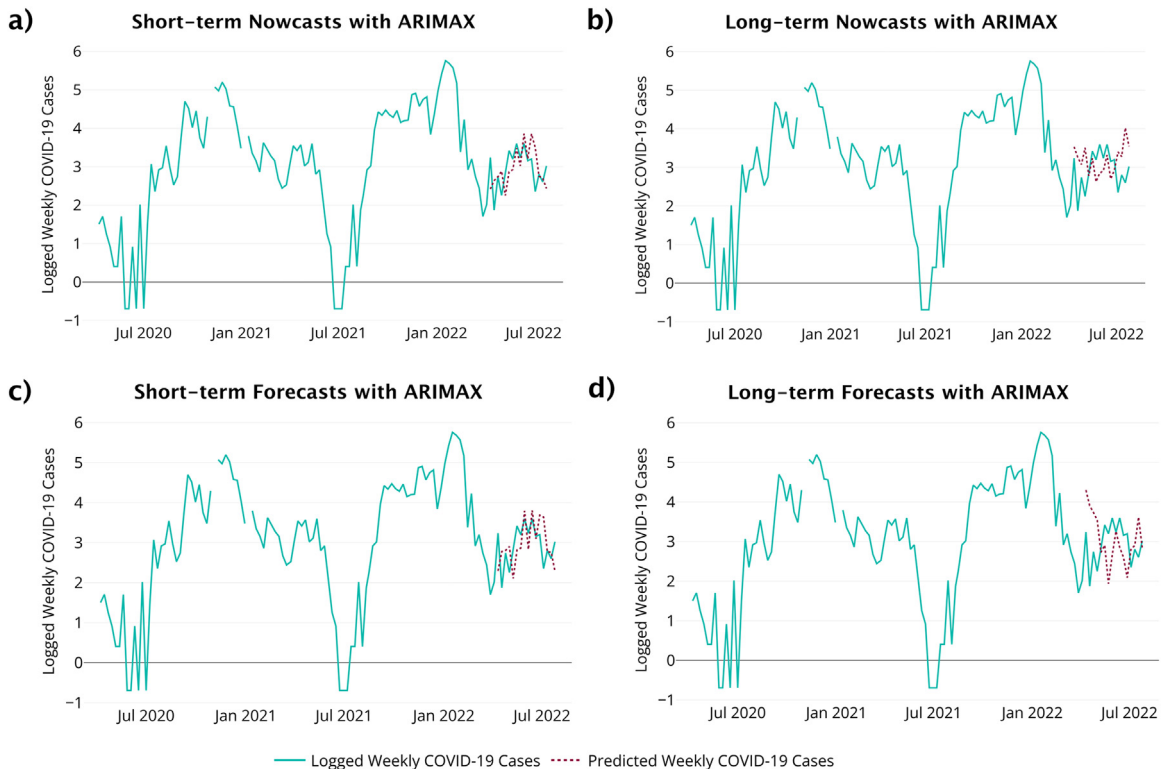 a)
Short-term Nowcasts with ARIMAX
Logged Weekly COVID-19 Cases
6
5
4
3
2
1
0
−1
Jul 2020
Jan 2021
Jul 2021
Jan 2022
Jul 2022
b)
Long-term Nowcasts with ARIMAX
Logged Weekly COVID-19 Cases
6
5
4
3
2
1
0
−1
Jul 2020
Jan 2021
Jul 2021
Jan 2022
Jul 2022
c)
Short-term Forecasts with ARIMAX
Logged Weekly COVID-19 Cases
6
5
4
3
2
1
0
−1
Jul 2020
Jan 2021
Jul 2021
Jan 2022
Jul 2022
d)
Long-term Forecasts with ARIMAX
Logged Weekly COVID-19 Cases
6
5
4
3
2
1
0
−1
Jul 2020
Jan 2021
Jul 2021
Jan 2022
Jul 2022
Logged Weekly COVID-19 Cases
Predicted Weekly COVID-19 Cases